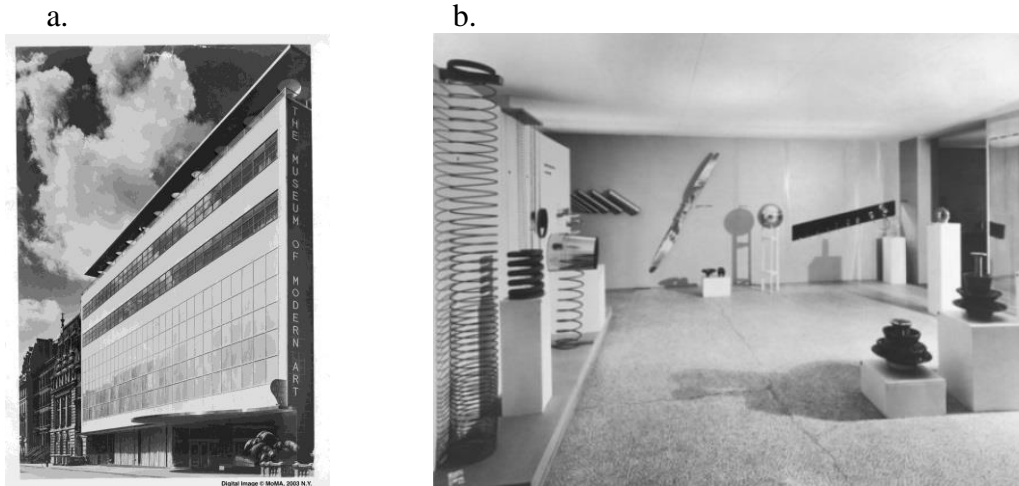 a.
b.
THE MUSEUM OF MODERN ART
Digital Image © MoMA, 2003 N.Y.